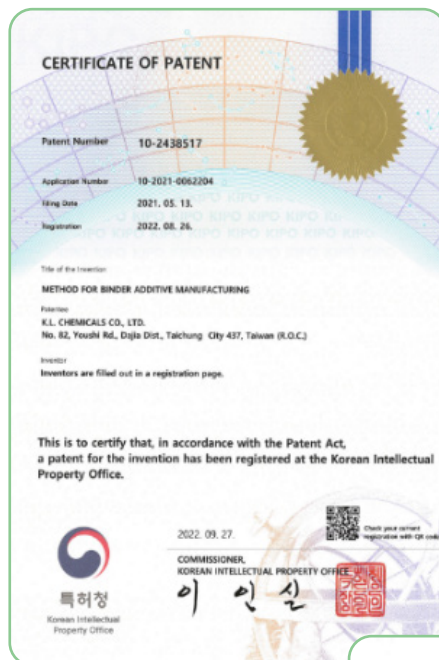 CERTIFICATE OF PATENT
Patent Number 10-2438517
Application Number 10-2021-0062204
Filing Date 2021. 05. 13.
Registration 2022. 08. 26.
Title of the Invention
METHOD FOR BINDER ADDITIVE MANUFACTURING
Patentee
K.L. CHEMICALS CO., LTD.
No. 82, Youshi Rd., Dajia Dist., Taichung City 437, Taiwan (R.O.C.)
Inventor
Inventors are filled out in a registration page.
This is to certify that, in accordance with the Patent Act,
a patent for the invention has been registered at the Korean Intellectual
Property Office.
2022. 09. 27.
Check your current
registration with QR code
COMMISSIONER,
KOREAN INTELLECTUAL PROPERTY OFFICE
이 인 실
특허청
Korean Intellectual
Property Office